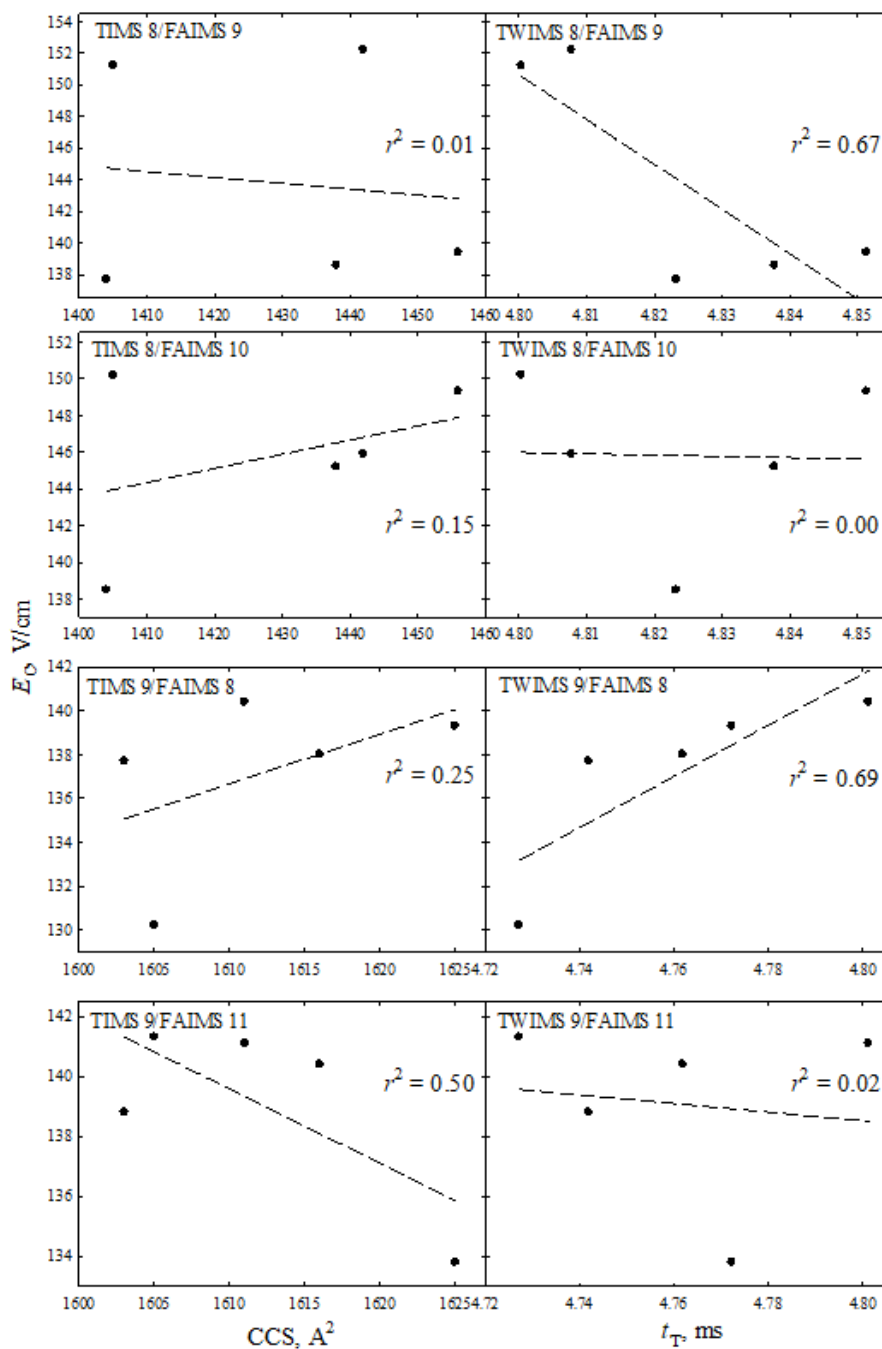 TIMS 8/FAIMS 9 TWIMS 8/FAIMS 9
154
152
150
148
146
144
142
140
138
r² = 0.01 r² = 0.67
1400 1410 1420 1430 1440 1450 1460 4.80 4.81 4.82 4.83 4.84 4.85
TIMS 8/FAIMS 10 TWIMS 8/FAIMS 10
152
150
148
146
144
142
140
138
r² = 0.15 r² = 0.00
1400 1410 1420 1430 1440 1450 1460 4.80 4.81 4.82 4.83 4.84 4.85
E_C, V/cm
TIMS 9/FAIMS 8 TWIMS 9/FAIMS 8
142
140
138
136
134
132
130
r² = 0.25 r² = 0.69
1600 1605 1610 1615 1620 1625 4.72 4.74 4.76 4.78 4.80
TIMS 9/FAIMS 11 TWIMS 9/FAIMS 11
142
140
138
136
134
r² = 0.50 r² = 0.02
1600 1605 1610 1615 1620 1625 4.72 4.74 4.76 4.78 4.80
CCS, A² t_T, ms